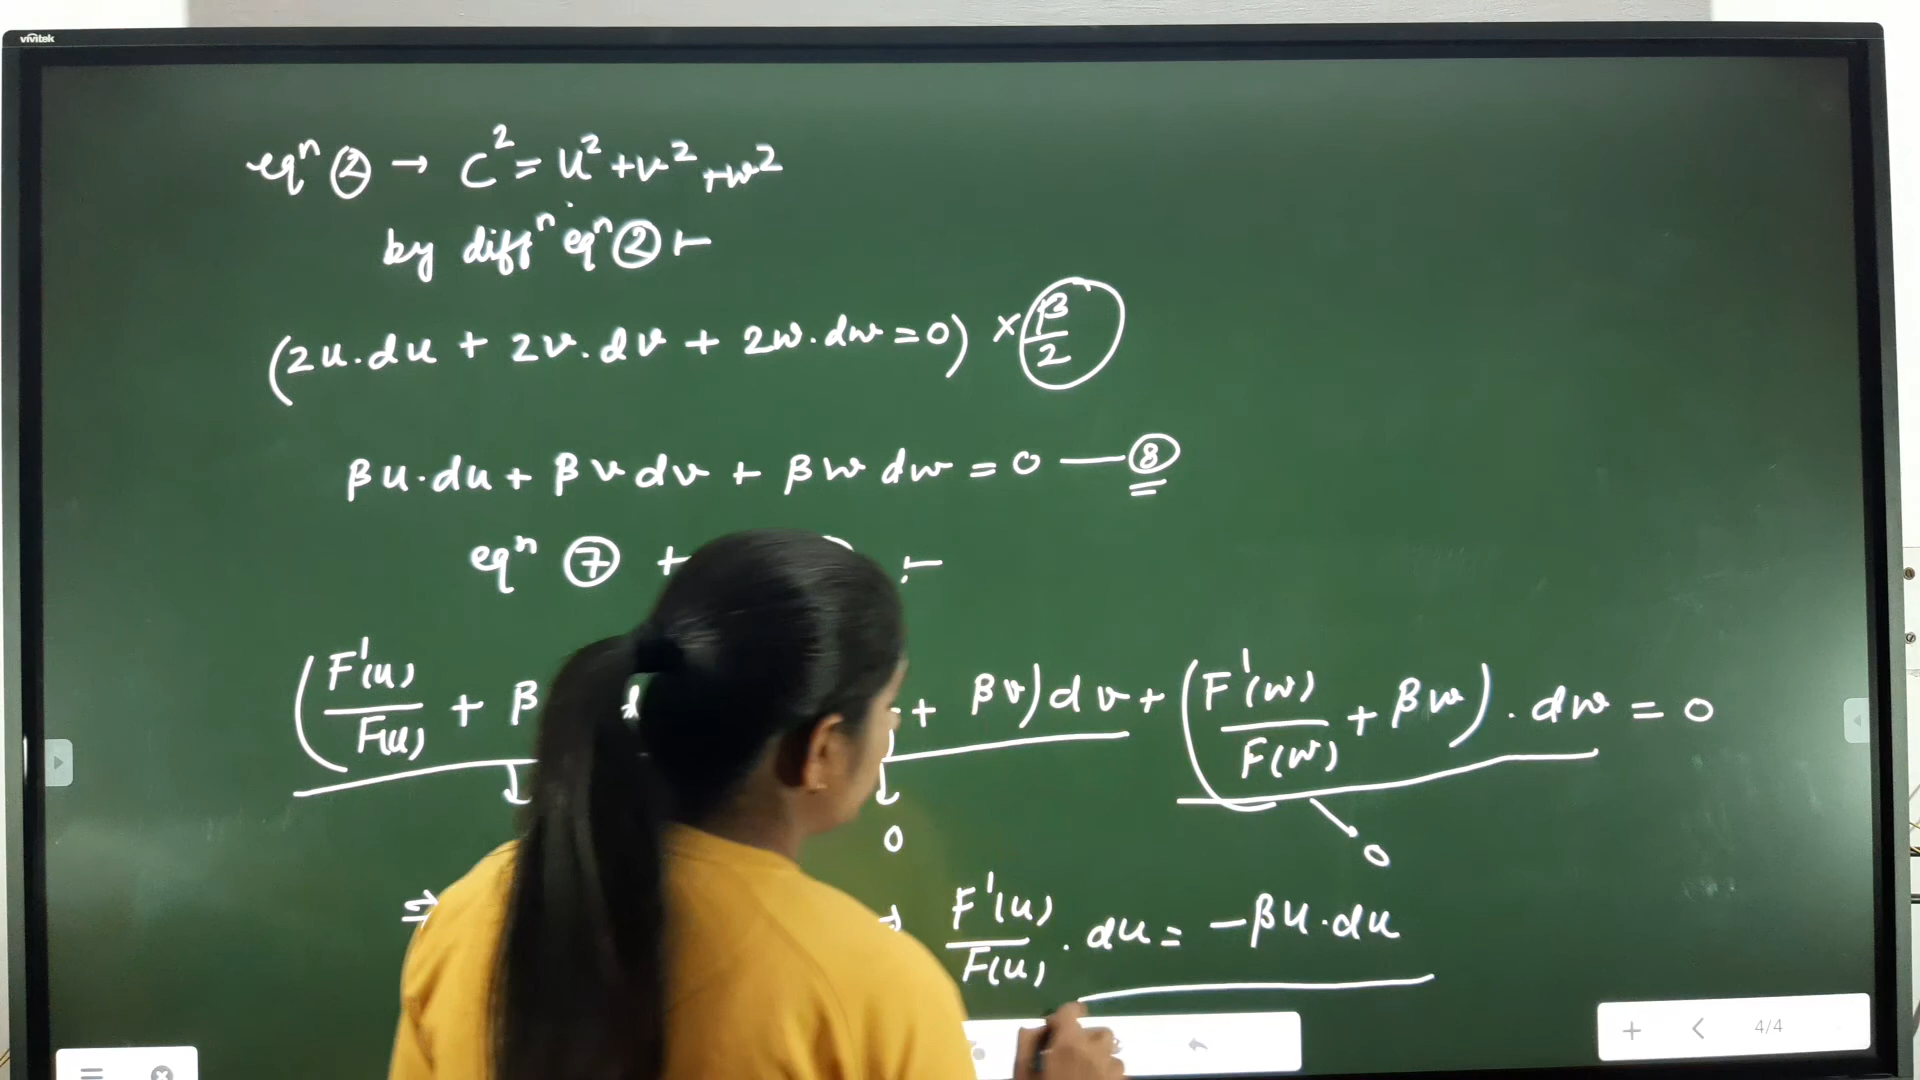 vivitek
eqⁿ ② → C² = u² + v² + w²
by diffⁿ eqⁿ ② ⊢
(2u.du + 2v.dv + 2w.dw = 0) × β/2
βu.du + βv dv + βw dw = 0 — ⑧
eqⁿ ⑦ + ⊢
(F'(u)/F(u) + β + βv)dv + (F'(w)/F(w) + βw).dw = 0
0 0
⇒ F'(u)/F(u) . du = -βu.du
4/4